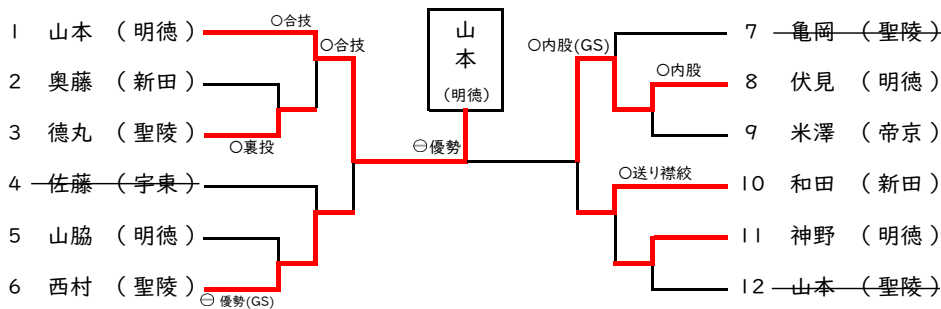 1 山本 （明徳）
○合技
2 奥藤 （新田）
3 徳丸 （聖陵）
○裏投
○合技
4 佐藤 （宇東）
5 山脇 （明徳）
6 西村 （聖陵）
㊀ 優勢(GS)
山本
（明徳）
㊀優勢
○内股(GS)
7 亀岡 （聖陵）
○内股
8 伏見 （明徳）
9 米澤 （帝京）
○送り襟絞
10 和田 （新田）
11 神野 （明徳）
12 山本 （聖陵）